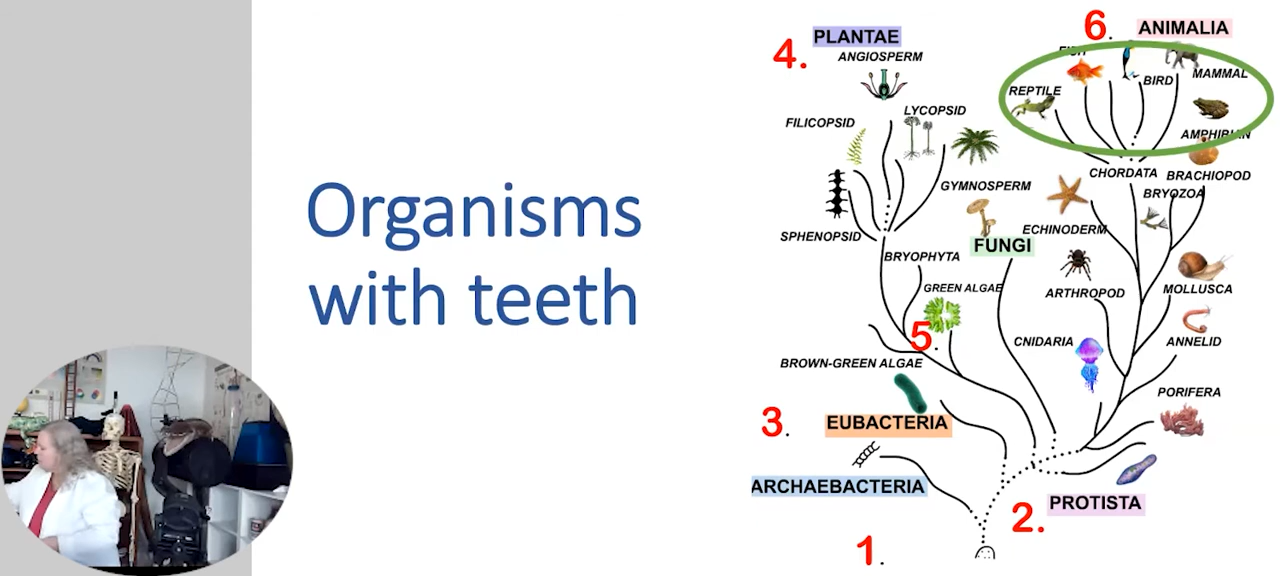 Organisms
with teeth
4.
PLANTAE
ANGIOSPERM
LYCOPSID
FILICOPSID
GYMNOSPERM
SPHENOPSID
BRYOPHYTA
FUNGI
GREEN ALGAE
5.
BROWN-GREEN ALGAE
3.
EUBACTERIA
ARCHAEBACTERIA
1.
2.
PROTISTA
6.
ANIMALIA
FISH
BIRD
MAMMAL
REPTILE
AMPHIBIAN
CHORDATA
BRACHIOPOD
BRYOZOA
ECHINODERM
ARTHROPOD
MOLLUSCA
CNIDARIA
ANNELID
PORIFERA